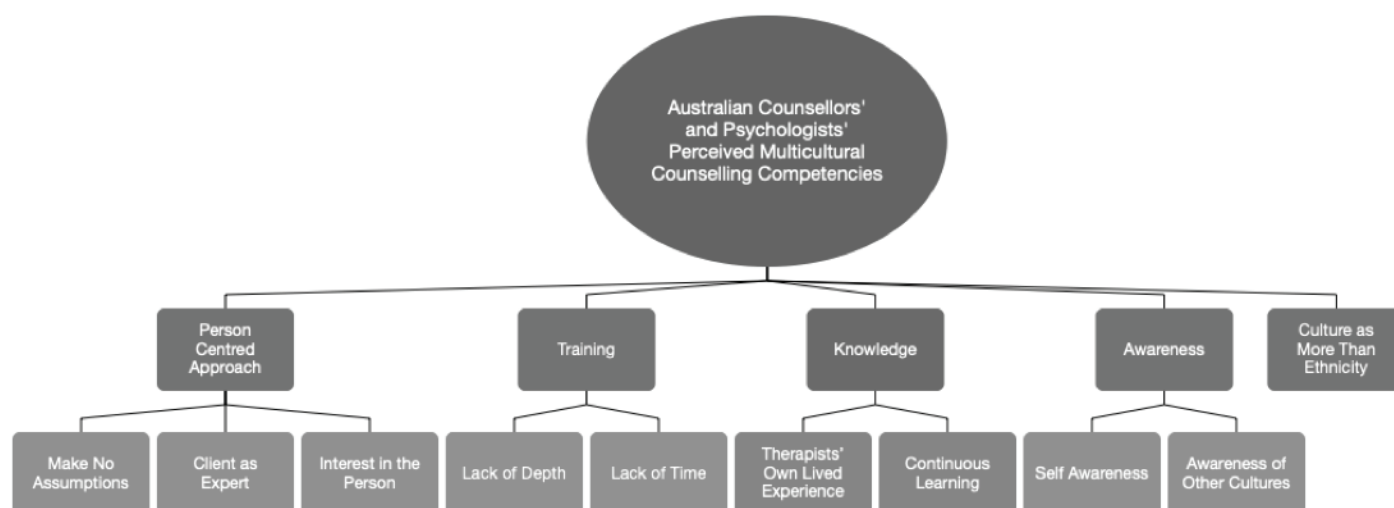 Australian Counsellors'
and Psychologists'
Perceived Multicultural
Counselling Competencies
Person
Centred
Approach
Training
Knowledge
Awareness
Culture as
More Than
Ethnicity
Make No
Assumptions
Client as
Expert
Interest in the
Person
Lack of Depth
Lack of Time
Therapists'
Own Lived
Experience
Continuous
Learning
Self Awareness
Awareness of
Other Cultures